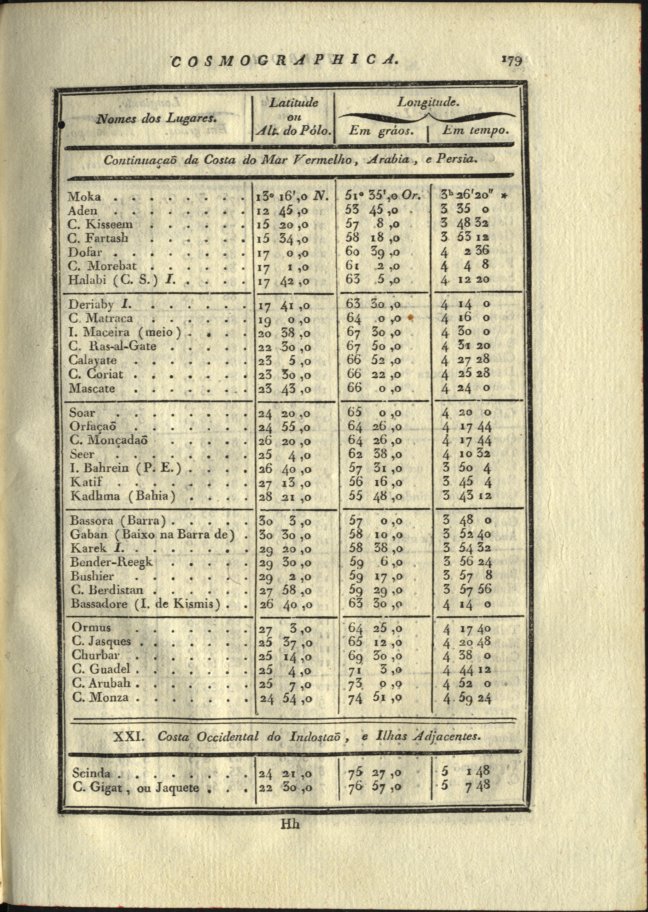 COSMOGRAPHICA. 179
Nomes dos Lugares. Latitude ou Alt. do Pólo. Longitude.
Em gráos. Em tempo.
Continuaçaõ da Costa do Mar Vermelho, Arabia, e Persia.
Moka . . . . . . . . 13° 16',0 N. 51° 35',0 Or. 3h 26'20" *
Aden . . . . . . . . 12 45,0 53 45,0 3 35 0
C. Kisseem . . . . . . 15 20,0 57 8,0 3 48 32
C. Fartash . . . . . . 15 34,0 58 18,0 3 53 12
Dofar . . . . . . . . 17 0,0 60 39,0 4 2 36
C. Morebat . . . . . . 17 1,0 61 2,0 4 4 8
Halabi (C. S.) I. . . . . 17 42,0 63 5,0 4 12 20
Deriaby I. . . . . . . 17 41,0 63 30,0 4 14 0
C. Matraca . . . . . . 19 0,0 64 0,0 4 16 0
I. Maceira (meio) . . . . 20 38,0 67 30,0 4 30 0
C. Ras-al-Gate . . . . . 22 30,0 67 50,0 4 31 20
Calayate . . . . . . . 23 5,0 66 52,0 4 27 28
C. Coriat . . . . . . . 23 30,0 66 22,0 4 25 28
Mascate . . . . . . . 23 43,0 66 0,0 4 24 0
Soar . . . . . . . . 24 20,0 65 0,0 4 20 0
Orfaçaõ . . . . . . . 24 55,0 64 26,0 4 17 44
C. Monçadaõ . . . . . 26 20,0 64 26,0 4 17 44
Seer . . . . . . . . 25 4,0 62 38,0 4 10 32
I. Bahrein (P. E.) . . . . 26 40,0 57 31,0 3 50 4
Katif . . . . . . . . 27 13,0 56 16,0 3 45 4
Kadhma (Bahia) . . . . 28 21,0 55 48,0 3 43 12
Bassora (Barra) . . . . . 30 3,0 57 0,0 3 48 0
Gaban (Baixo na Barra de) . 30 30,0 58 10,0 3 52 40
Karek I. . . . . . . . 29 20,0 58 38,0 3 54 32
Bender-Reegk . . . . . 29 30,0 59 6,0 3 56 24
Bushier . . . . . . . 29 2,0 59 17,0 3 57 8
C. Berdistan . . . . . . 27 58,0 59 29,0 3 57 56
Bassadore (I. de Kismis) . . 26 40,0 63 30,0 4 14 0
Ormus . . . . . . . 27 3,0 64 25,0 4 17 40
C. Jasques . . . . . . . 25 37,0 65 12,0 4 20 48
Churbar . . . . . . . 25 14,0 69 30,0 4 38 0
C. Guadel . . . . . . . 25 4,0 71 3,0 4 44 12
C. Arubah . . . . . . . 25 7,0 73 0,0 4 52 0
C. Monza . . . . . . . 24 54,0 74 51,0 4 59 24
XXI. Costa Occidental do Indostaõ, e Ilhas Adjacentes.
Scinda . . . . . . . . 24 21,0 75 27,0 5 1 48
C. Gigat, ou Jaquete . . . 22 30,0 76 57,0 5 7 48
Hh